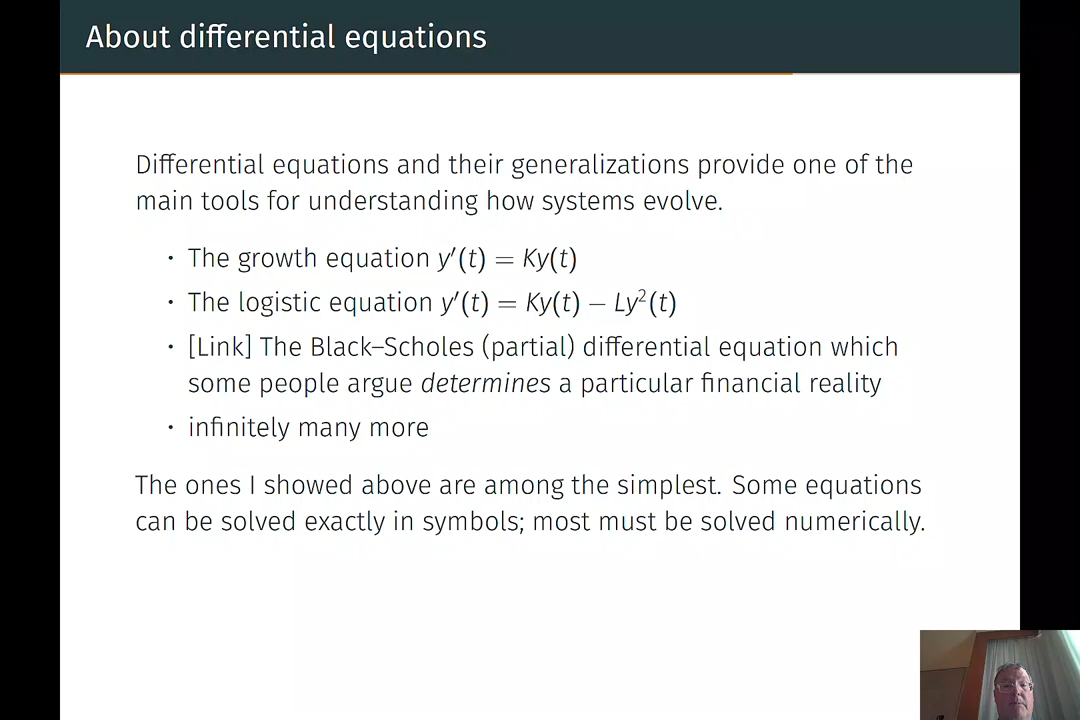 About differential equations
Differential equations and their generalizations provide one of the
main tools for understanding how systems evolve.
• The growth equation y′(t) = Ky(t)
• The logistic equation y′(t) = Ky(t) − Ly²(t)
• [Link] The Black–Scholes (partial) differential equation which
some people argue determines a particular financial reality
• infinitely many more
The ones I showed above are among the simplest. Some equations
can be solved exactly in symbols; most must be solved numerically.